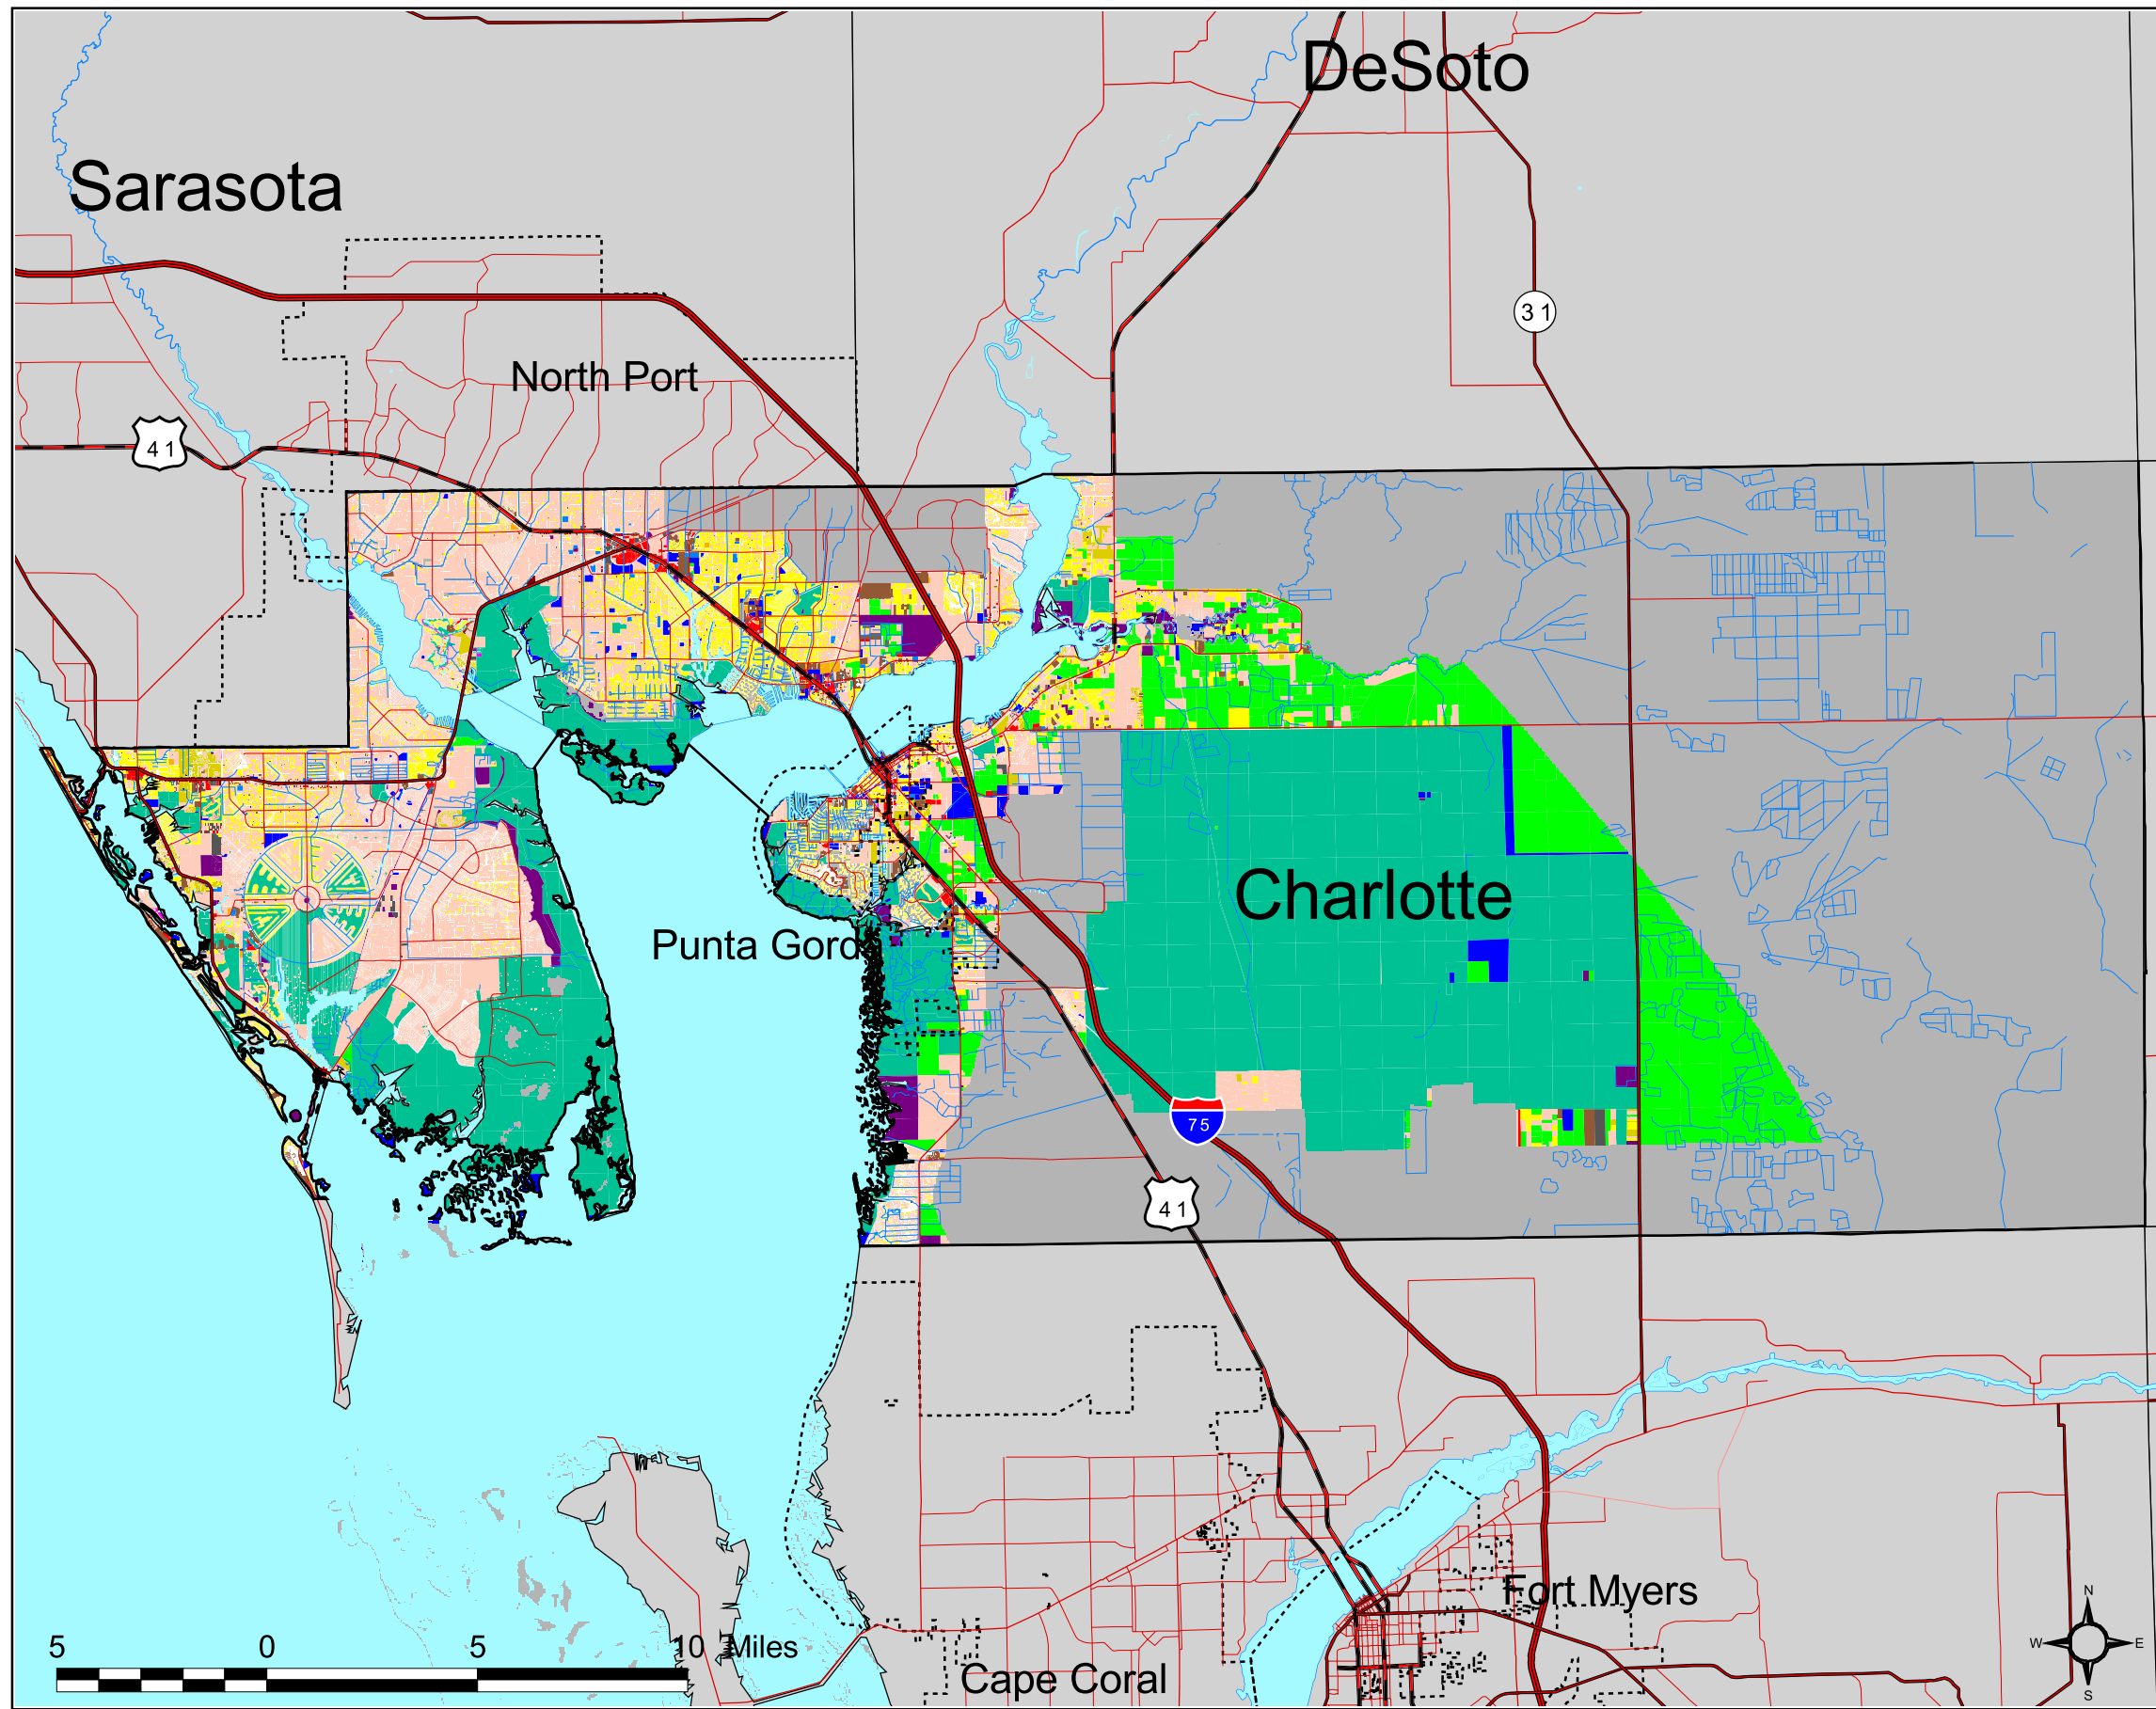 DeSoto
Sarasota
31
North Port
41
Charlotte
Punta Gord
75
41
Fort Myers
N
W E
S
5 0 5 10 Miles
Cape Coral